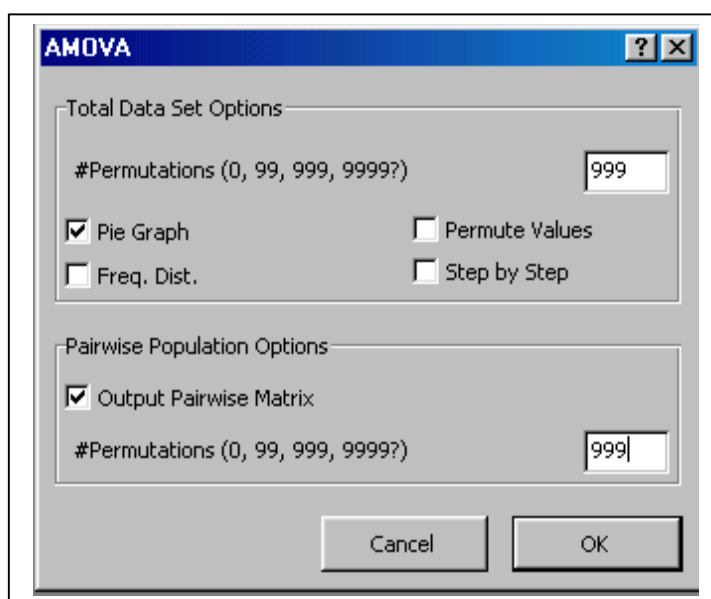 AMOVA
Total Data Set Options
#Permutations (0, 99, 999, 9999?) 999
Pie Graph Permute Values
Freq. Dist. Step by Step
Pairwise Population Options
Output Pairwise Matrix
#Permutations (0, 99, 999, 9999?) 999
Cancel OK